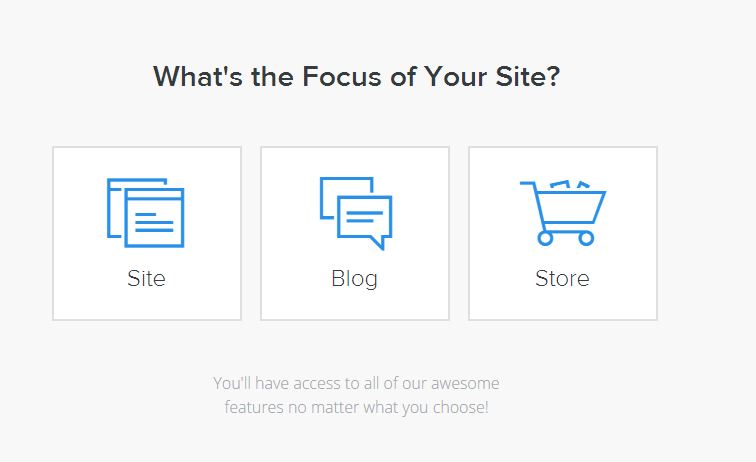 What's the Focus of Your Site?
Site
Blog
Store
You'll have access to all of our awesome
features no matter what you choose!